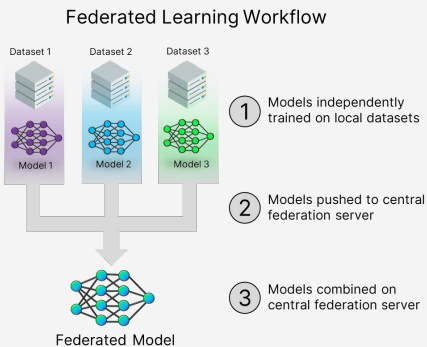 Federated Learning Workflow
Dataset 1
Dataset 2
Dataset 3
Model 1
Model 2
Model 3
1
Models independently
trained on local datasets
2
Models pushed to central
federation server
3
Models combined on
central federation server
Federated Model